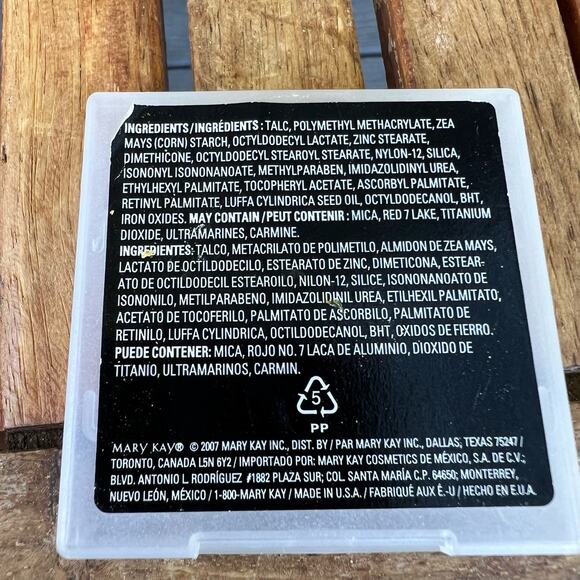 INGREDIENTS/INGRÉDIENTS : TALC, POLYMETHYL METHACRYLATE, ZEA
MAYS (CORN) STARCH, OCTYLDODECYL LACTATE, ZINC STEARATE,
DIMETHICONE, OCTYLDODECYL STEAROYL STEARATE, NYLON-12, SILICA,
ISONONYL ISONONANOATE, METHYLPARABEN, IMIDAZOLIDINYL UREA,
ETHYLHEXYL PALMITATE, TOCOPHERYL ACETATE, ASCORBYL PALMITATE,
RETINYL PALMITATE, LUFFA CYLINDRICA SEED OIL, OCTYLDODECANOL, BHT,
IRON OXIDES. MAY CONTAIN/PEUT CONTENIR : MICA, RED 7 LAKE, TITANIUM
DIOXIDE, ULTRAMARINES, CARMINE.
INGREDIENTES: TALCO, METACRILATO DE POLIMETILO, ALMIDON DE ZEA MAYS,
LACTATO DE OCTILDODECILO, ESTEARATO DE ZINC, DIMETICONA, ESTEAR-
ATO DE OCTILDODECIL ESTEAROILO, NILON-12, SILICE, ISONONANOATO DE
ISONONILO, METILPARABENO, IMIDAZOLIDINIL UREA, ETILHEXIL PALMITATO,
ACETATO DE TOCOFERILO, PALMITATO DE ASCORBILO, PALMITATO DE
RETINILO, LUFFA CYLINDRICA, OCTILDODECANOL, BHT, OXIDOS DE FIERRO.
PUEDE CONTENER: MICA, ROJO NO. 7 LACA DE ALUMINIO, DIOXIDO DE
TITANIO, ULTRAMARINOS, CARMIN.
5
PP
MARY KAY® © 2007 MARY KAY INC., DIST. BY / PAR MARY KAY INC., DALLAS, TEXAS 75247 /
TORONTO, CANADA L5N 6Y2 / IMPORTADO POR: MARY KAY COSMETICS DE MÉXICO, S.A. DE C.V.;
BLVD. ANTONIO L. RODRÍGUEZ #1882 PLAZA SUR; COL. SANTA MARÍA C.P. 64650; MONTERREY,
NUEVO LEÓN, MÉXICO / 1-800-MARY KAY / MADE IN U.S.A. / FABRIQUÉ AUX É.-U / HECHO EN E.U.A.